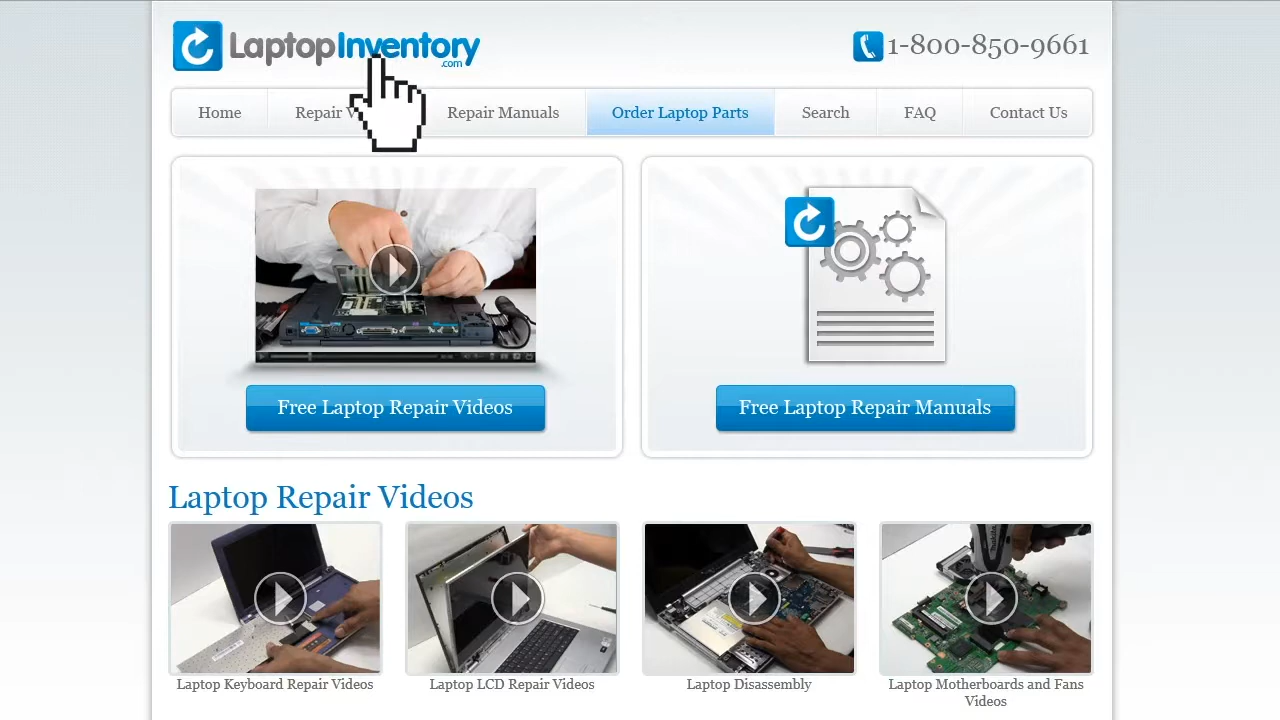 LaptopInventory
.com
1-800-850-9661
Home Repair V Repair Manuals Order Laptop Parts Search FAQ Contact Us
Free Laptop Repair Videos Free Laptop Repair Manuals
Laptop Repair Videos
Laptop Keyboard Repair Videos Laptop LCD Repair Videos Laptop Disassembly Laptop Motherboards and Fans
Videos